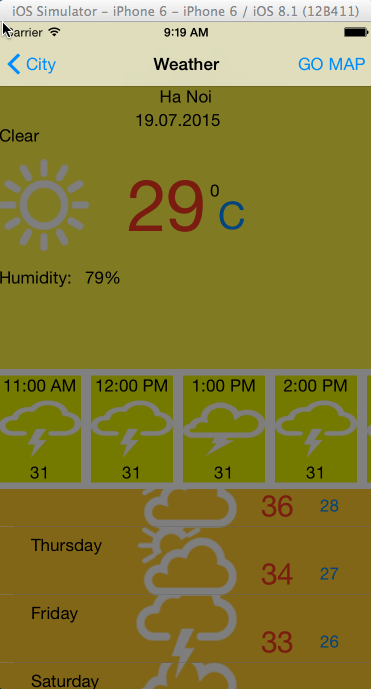 iOS Simulator – iPhone 6 – iPhone 6 / iOS 8.1 (12B411)
Carrier 9:19 AM
City Weather GO MAP
Ha Noi
19.07.2015
Clear
29 0 C
Humidity: 79%
11:00 AM 12:00 PM 1:00 PM 2:00 PM
31 31 31 31
36 28
Thursday
34 27
Friday
33 26
Saturday